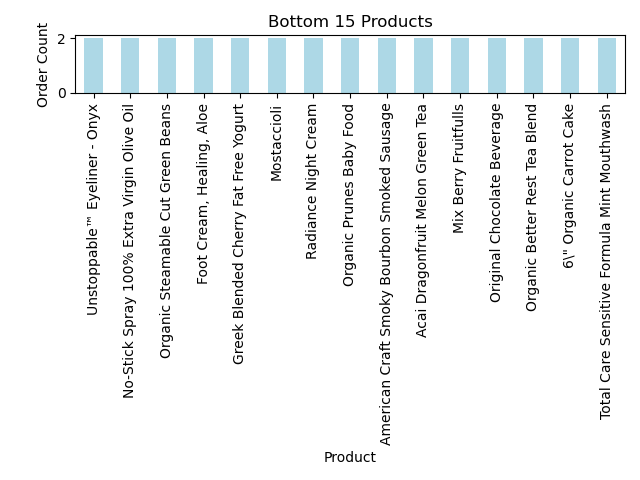 Bottom 15 Products
Order Count
2
0
Unstoppable™ Eyeliner - Onyx
No-Stick Spray 100% Extra Virgin Olive Oil
Organic Steamable Cut Green Beans
Foot Cream, Healing, Aloe
Greek Blended Cherry Fat Free Yogurt
Mostaccioli
Radiance Night Cream
Organic Prunes Baby Food
American Craft Smoky Bourbon Smoked Sausage
Acai Dragonfruit Melon Green Tea
Mix Berry Fruitfulls
Original Chocolate Beverage
Organic Better Rest Tea Blend
6\" Organic Carrot Cake
Total Care Sensitive Formula Mint Mouthwash
Product